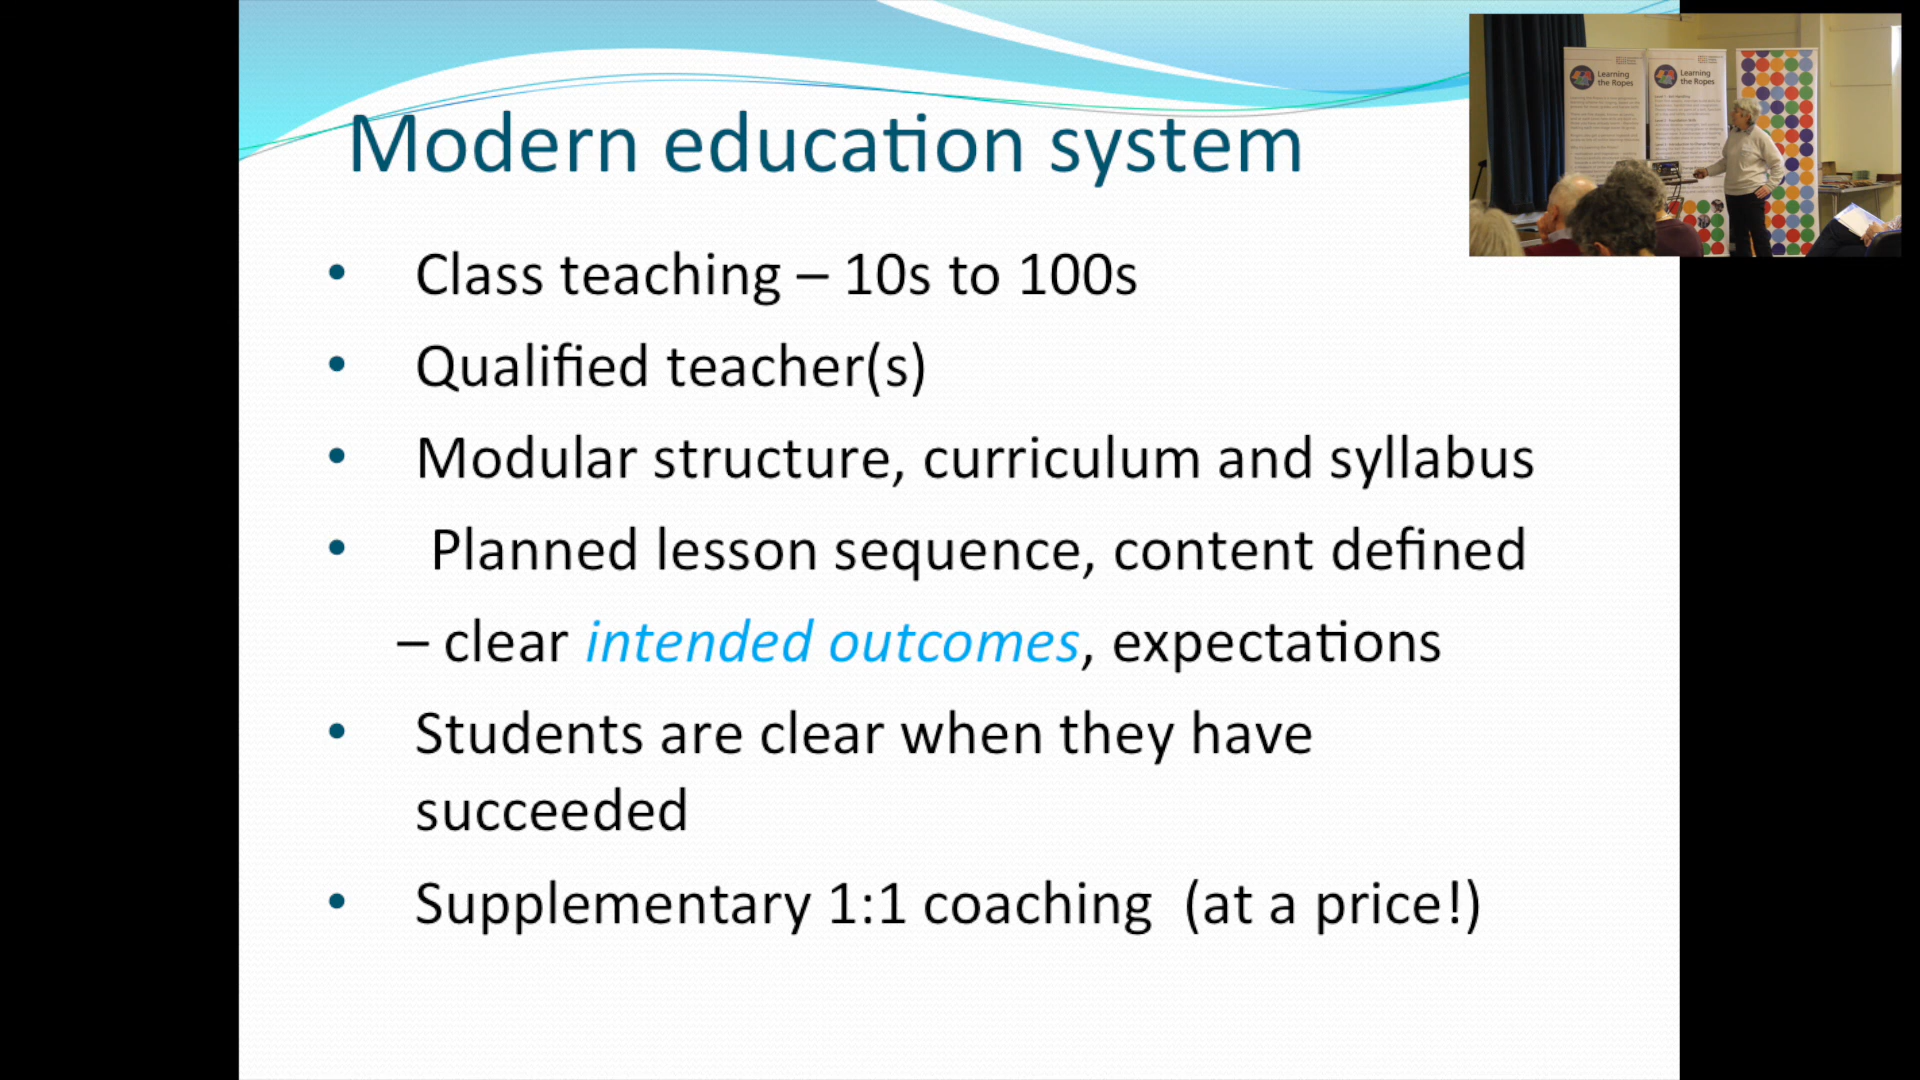 Modern education system
• Class teaching – 10s to 100s
• Qualified teacher(s)
• Modular structure, curriculum and syllabus
• Planned lesson sequence, content defined
– clear intended outcomes, expectations
• Students are clear when they have
succeeded
• Supplementary 1:1 coaching (at a price!)
Learning
the Ropes
Learning
the Ropes